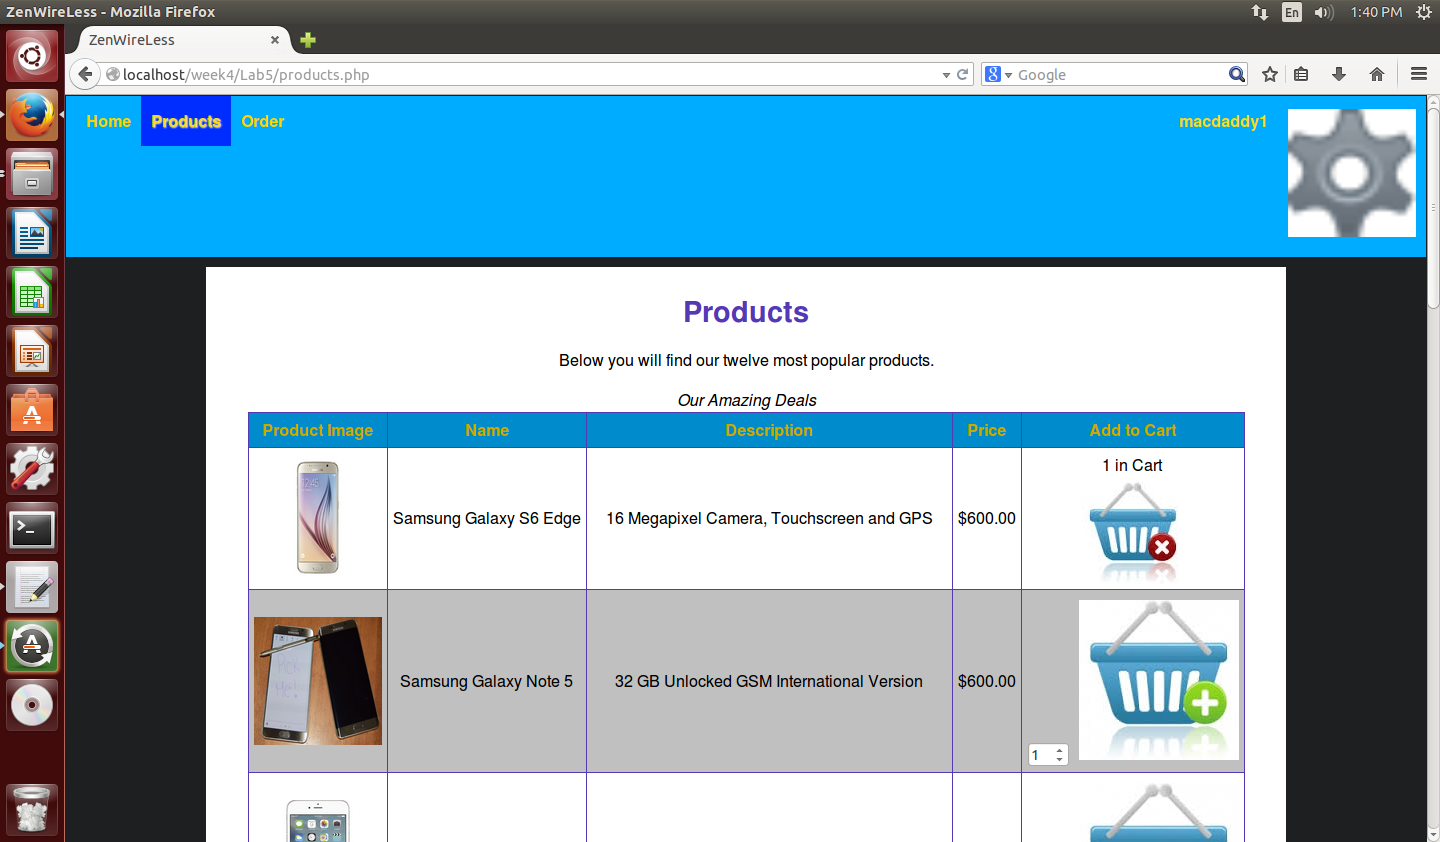 ZenWireLess - Mozilla Firefox
En
1:40 PM
ZenWireLess
localhost/week4/Lab5/products.php
Google
Home
Products
Order
macdaddy1
Products
Below you will find our twelve most popular products.
Our Amazing Deals
Product Image Name Description Price Add to Cart
1 in Cart
Samsung Galaxy S6 Edge 16 Megapixel Camera, Touchscreen and GPS $600.00
Samsung Galaxy Note 5 32 GB Unlocked GSM International Version $600.00
1